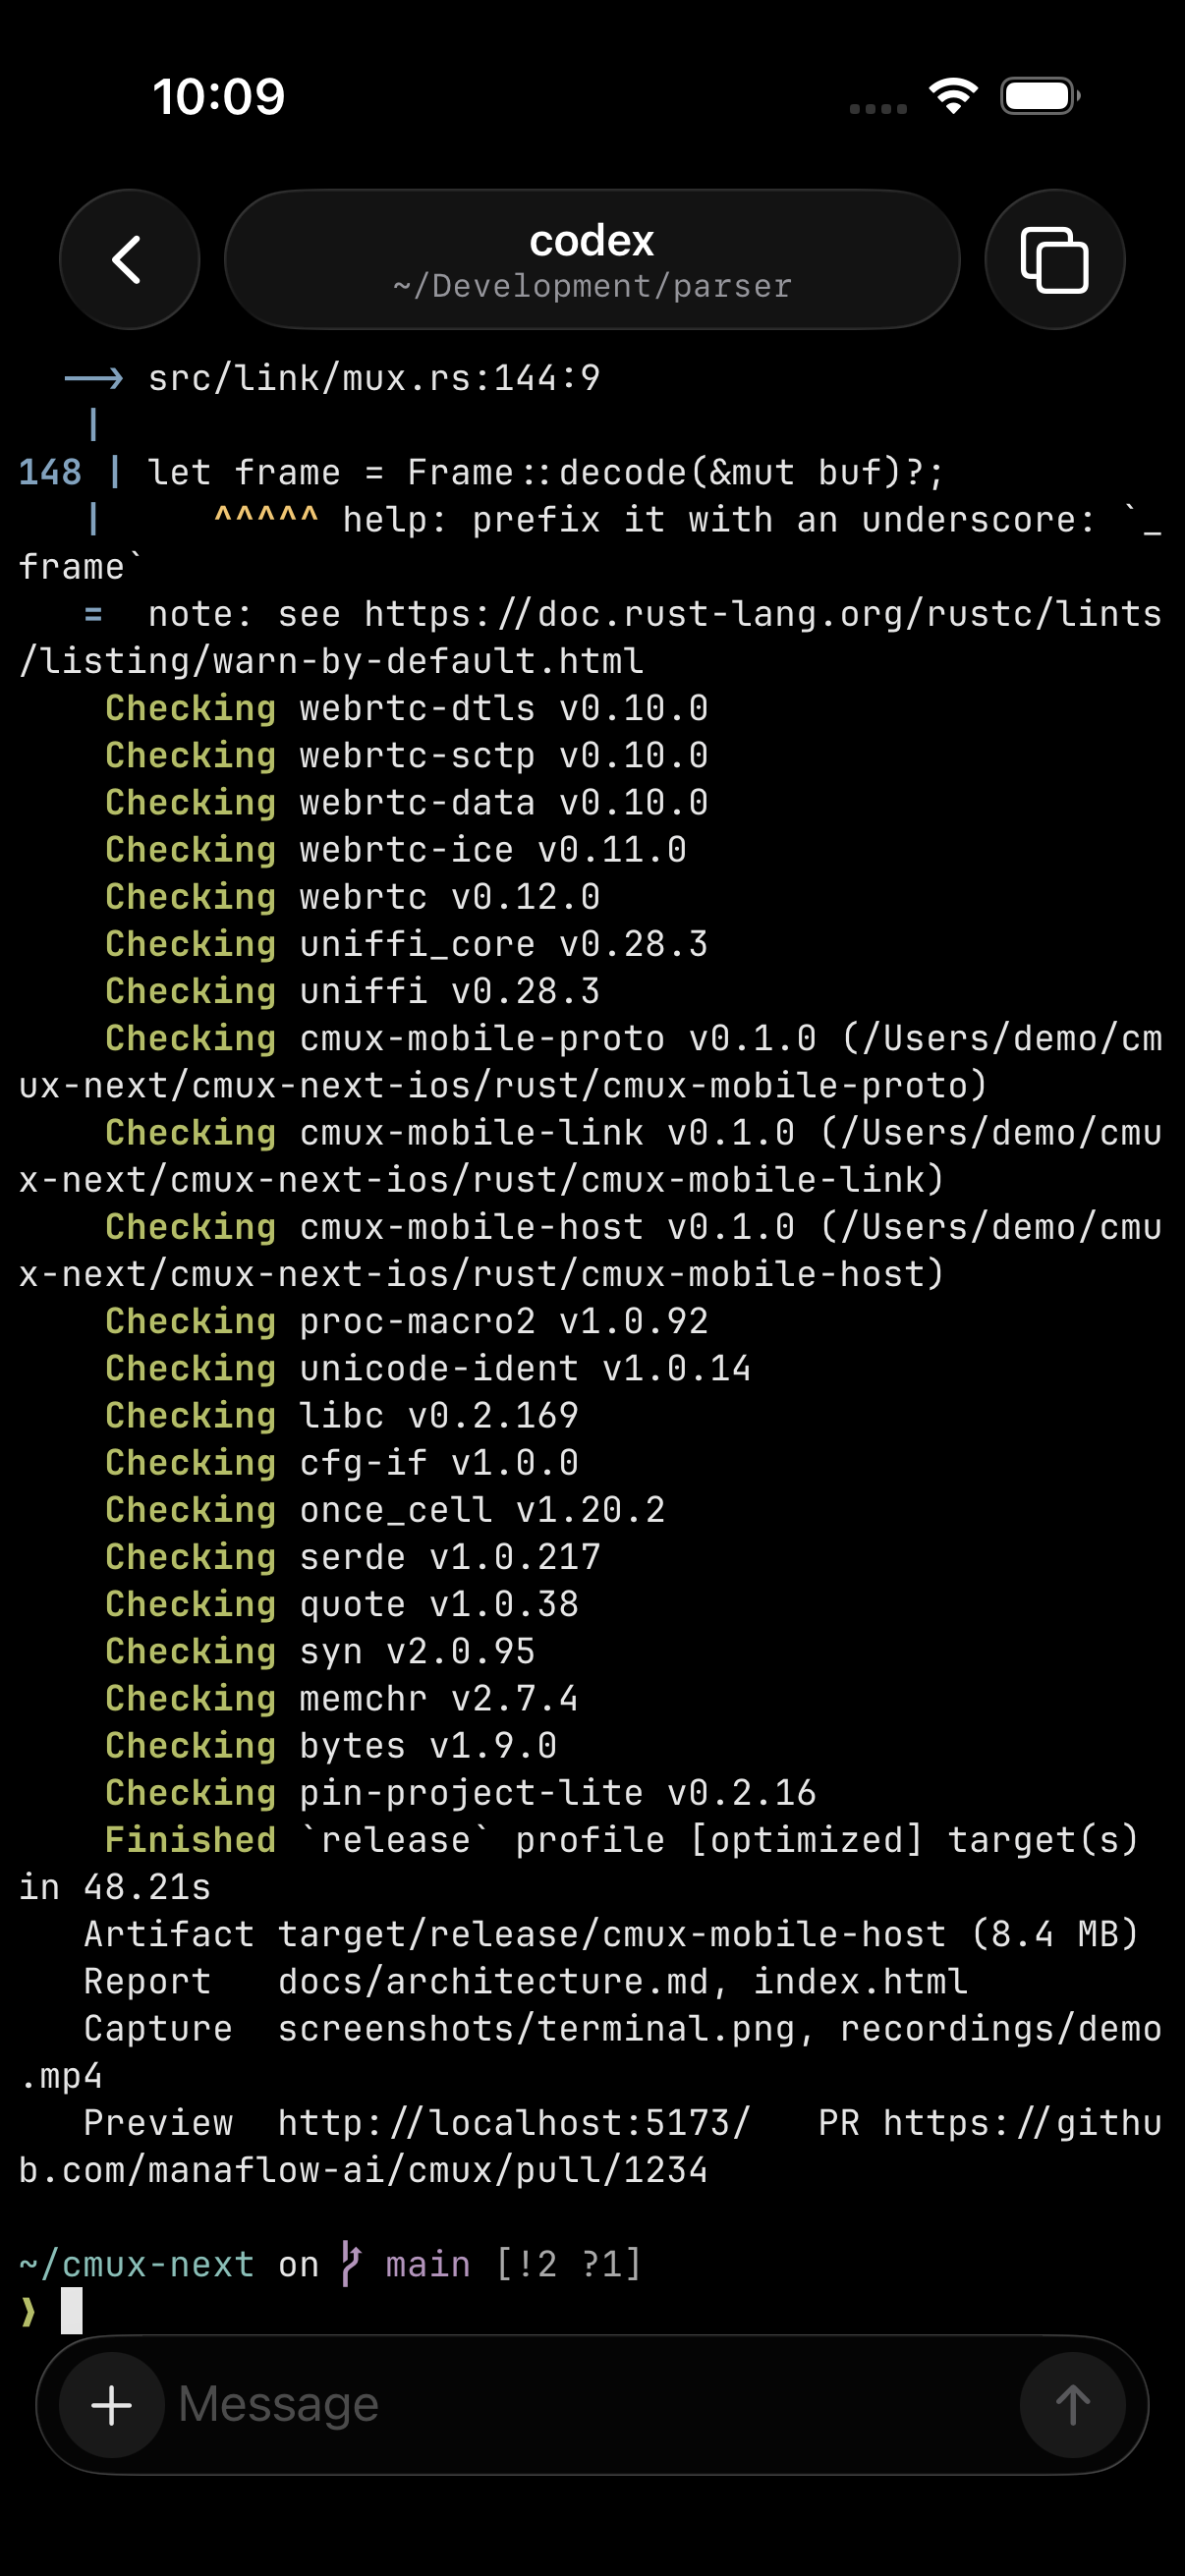 10:09
codex
~/Development/parser
──> src/link/mux.rs:144:9
|
148 | let frame = Frame::decode(&mut buf)?;
| ^^^^^ help: prefix it with an underscore: `_
frame`
= note: see https://doc.rust-lang.org/rustc/lints
/listing/warn-by-default.html
Checking webrtc-dtls v0.10.0
Checking webrtc-sctp v0.10.0
Checking webrtc-data v0.10.0
Checking webrtc-ice v0.11.0
Checking webrtc v0.12.0
Checking uniffi_core v0.28.3
Checking uniffi v0.28.3
Checking cmux-mobile-proto v0.1.0 (/Users/demo/cm
ux-next/cmux-next-ios/rust/cmux-mobile-proto)
Checking cmux-mobile-link v0.1.0 (/Users/demo/cmu
x-next/cmux-next-ios/rust/cmux-mobile-link)
Checking cmux-mobile-host v0.1.0 (/Users/demo/cmu
x-next/cmux-next-ios/rust/cmux-mobile-host)
Checking proc-macro2 v1.0.92
Checking unicode-ident v1.0.14
Checking libc v0.2.169
Checking cfg-if v1.0.0
Checking once_cell v1.20.2
Checking serde v1.0.217
Checking quote v1.0.38
Checking syn v2.0.95
Checking memchr v2.7.4
Checking bytes v1.9.0
Checking pin-project-lite v0.2.16
Finished `release` profile [optimized] target(s)
in 48.21s
Artifact target/release/cmux-mobile-host (8.4 MB)
Report docs/architecture.md, index.html
Capture screenshots/terminal.png, recordings/demo
.mp4
Preview http://localhost:5173/ PR https://githu
b.com/manaflow-ai/cmux/pull/1234
~/cmux-next on main [!2 ?1]
❯
Message